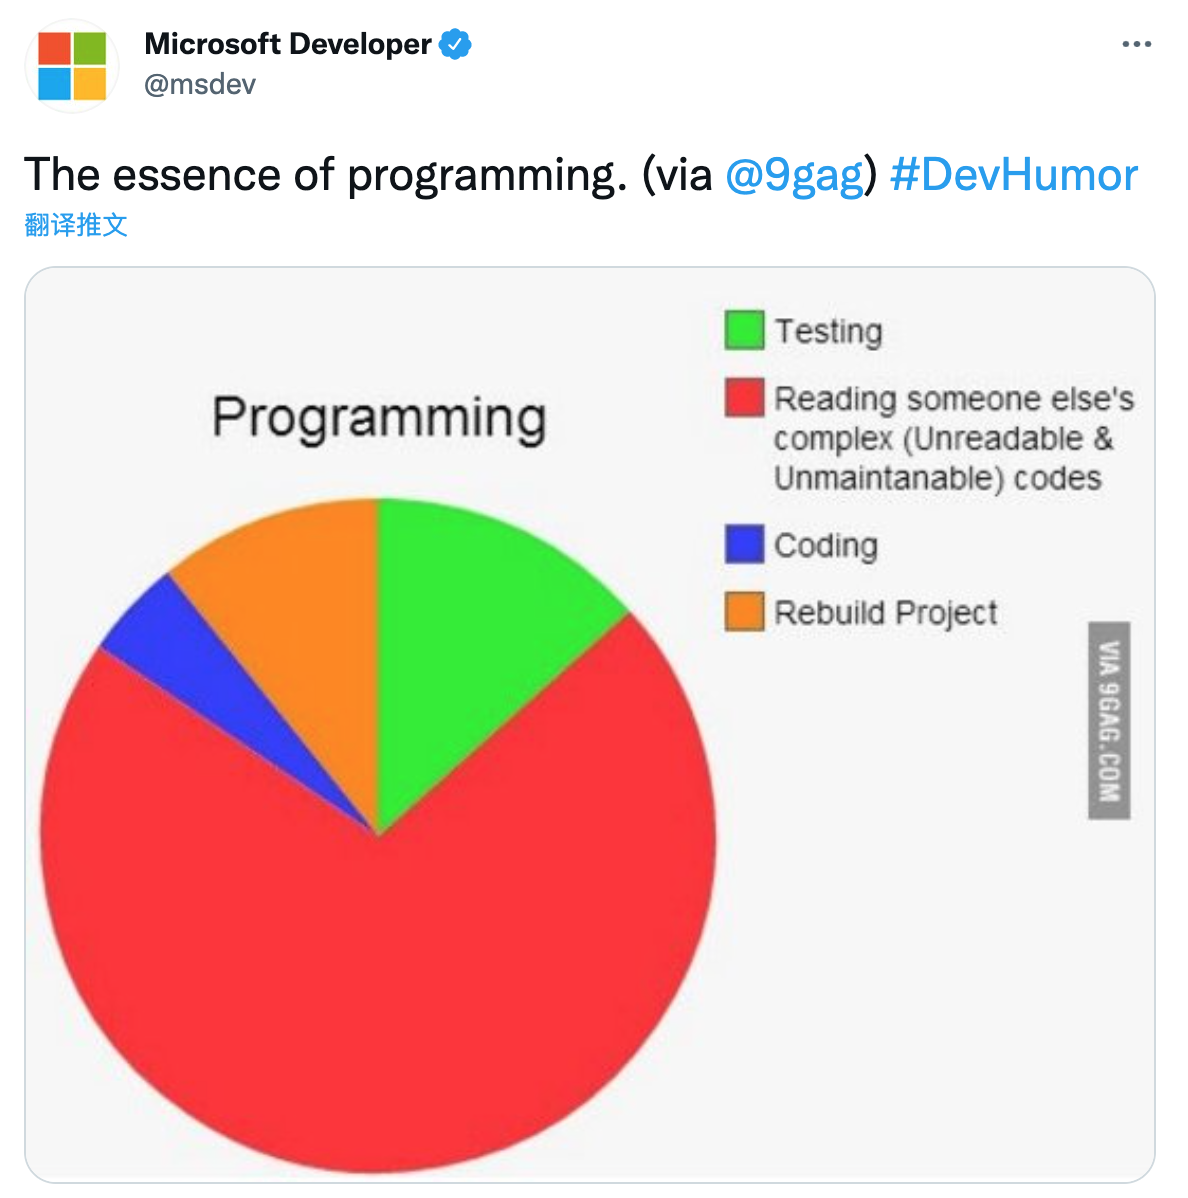 Microsoft Developer
@msdev
The essence of programming. (via @9gag) #DevHumor
翻译推文
Programming
Testing
Reading someone else's
complex (Unreadable &
Unmaintanable) codes
Coding
Rebuild Project
VIA 9GAG.COM